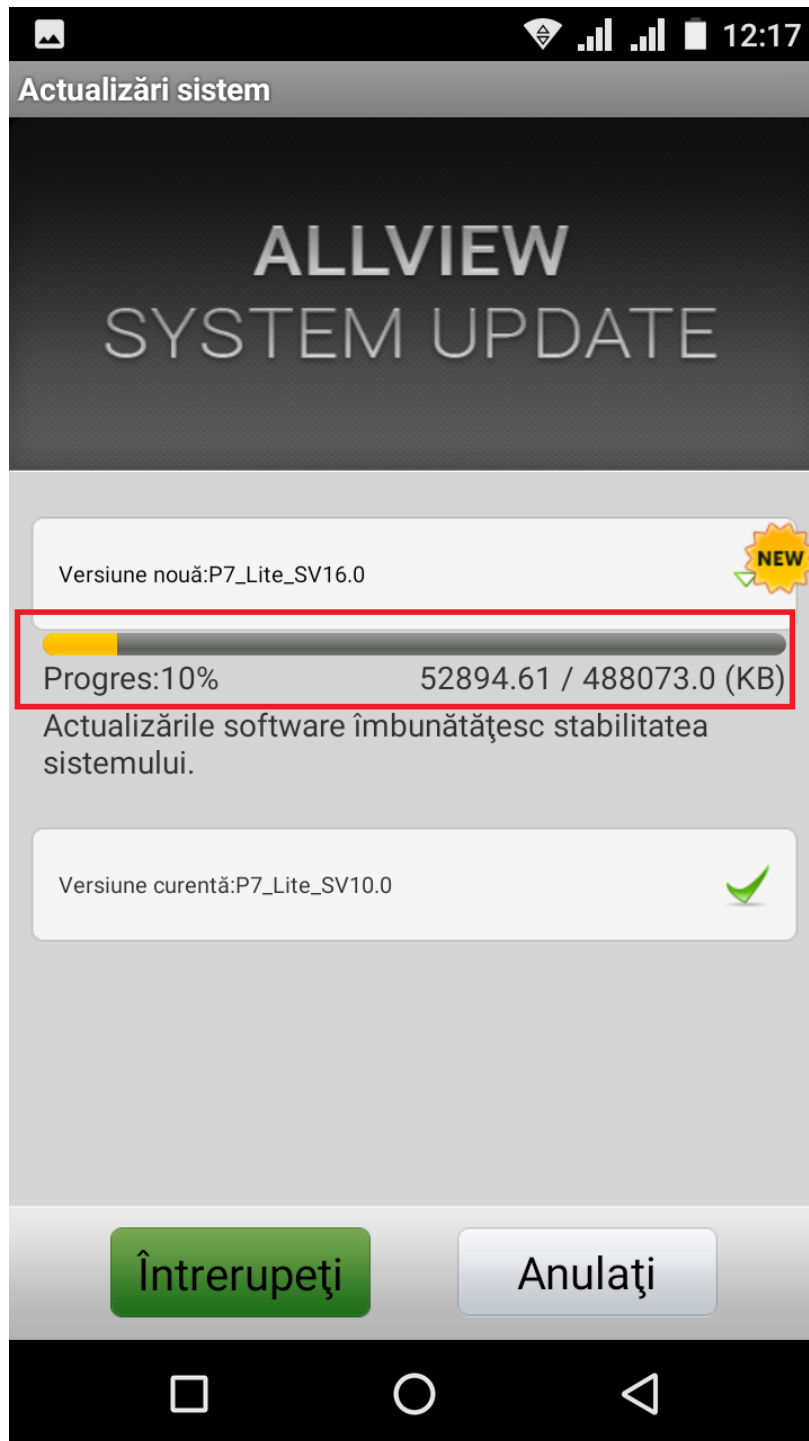 12:17
Actualizări sistem
ALLVIEW
SYSTEM UPDATE
Versiune nouă:P7_Lite_SV16.0
NEW
Progres:10% 52894.61 / 488073.0 (KB)
Actualizările software îmbunătăţesc stabilitatea
sistemului.
Versiune curentă:P7_Lite_SV10.0
Întrerupeţi Anulaţi